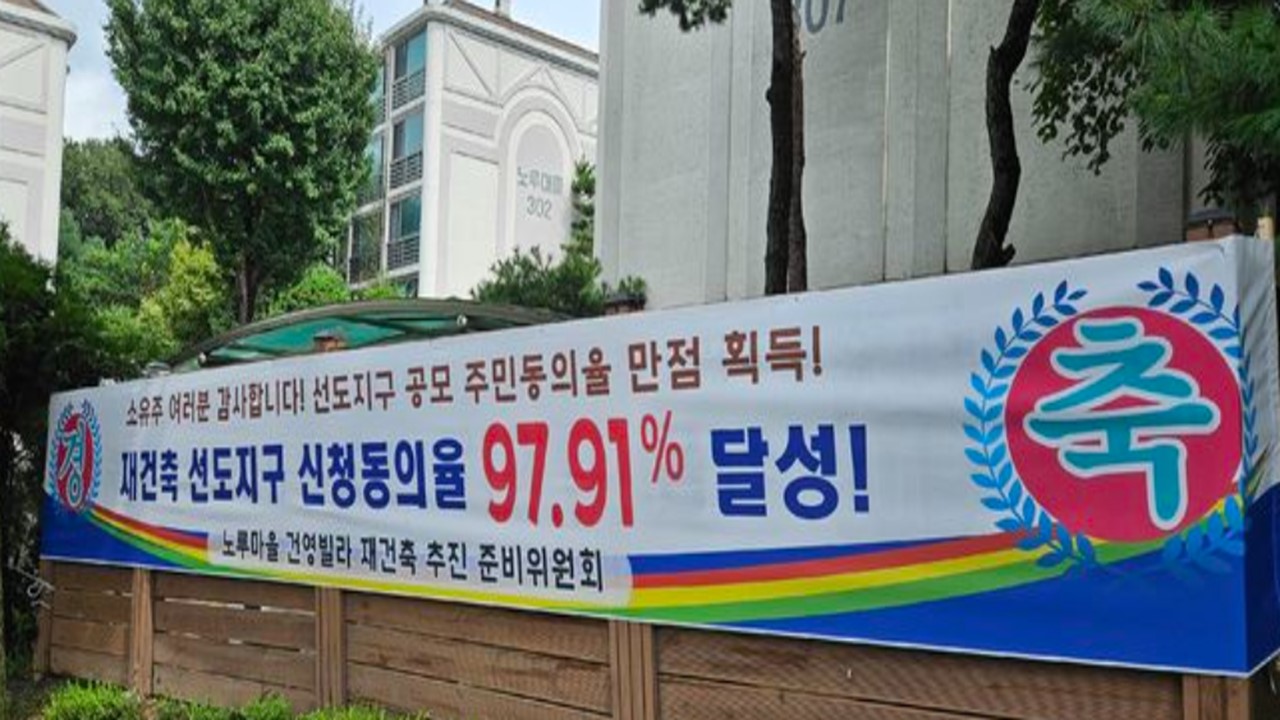 노루마을
302
307
소유주 여러분 감사합니다! 선도지구 공모 주민동의율 만점 획득!
경
재건축 선도지구 신청동의율 97.91% 달성!
축
노루마을 건영빌라 재건축 추진 준비위원회